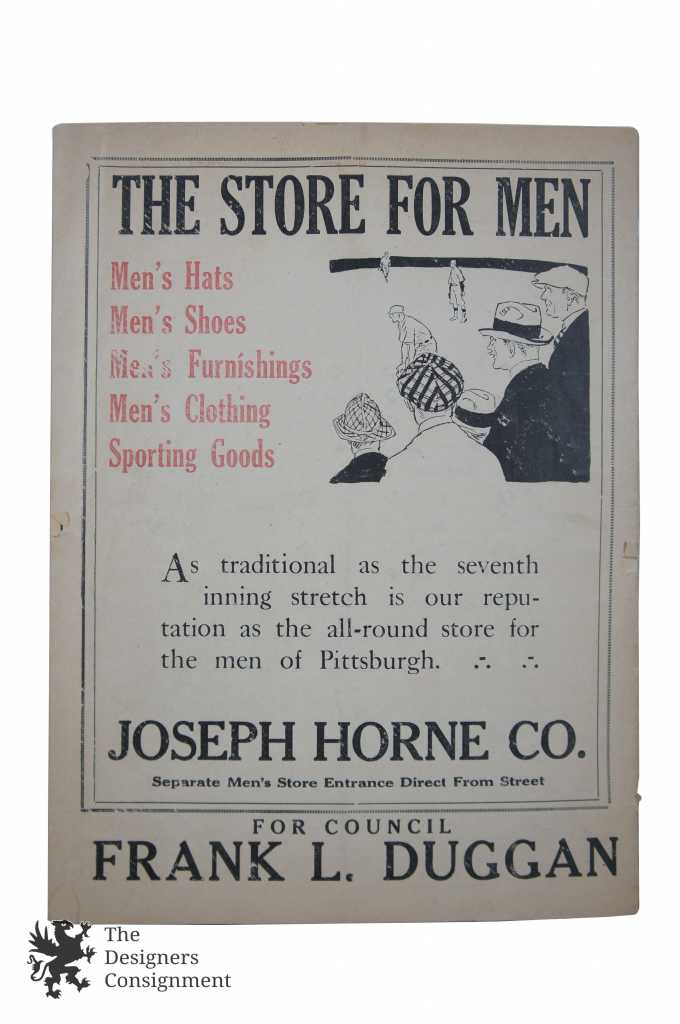 THE STORE FOR MEN
Men's Hats
Men's Shoes
Men's Furnishings
Men's Clothing
Sporting Goods
As traditional as the seventh
inning stretch is our repu-
tation as the all-round store for
the men of Pittsburgh.
JOSEPH HORNE CO.
Separate Men's Store Entrance Direct From Street
FOR COUNCIL
FRANK L. DUGGAN
The
Designers
Consignment